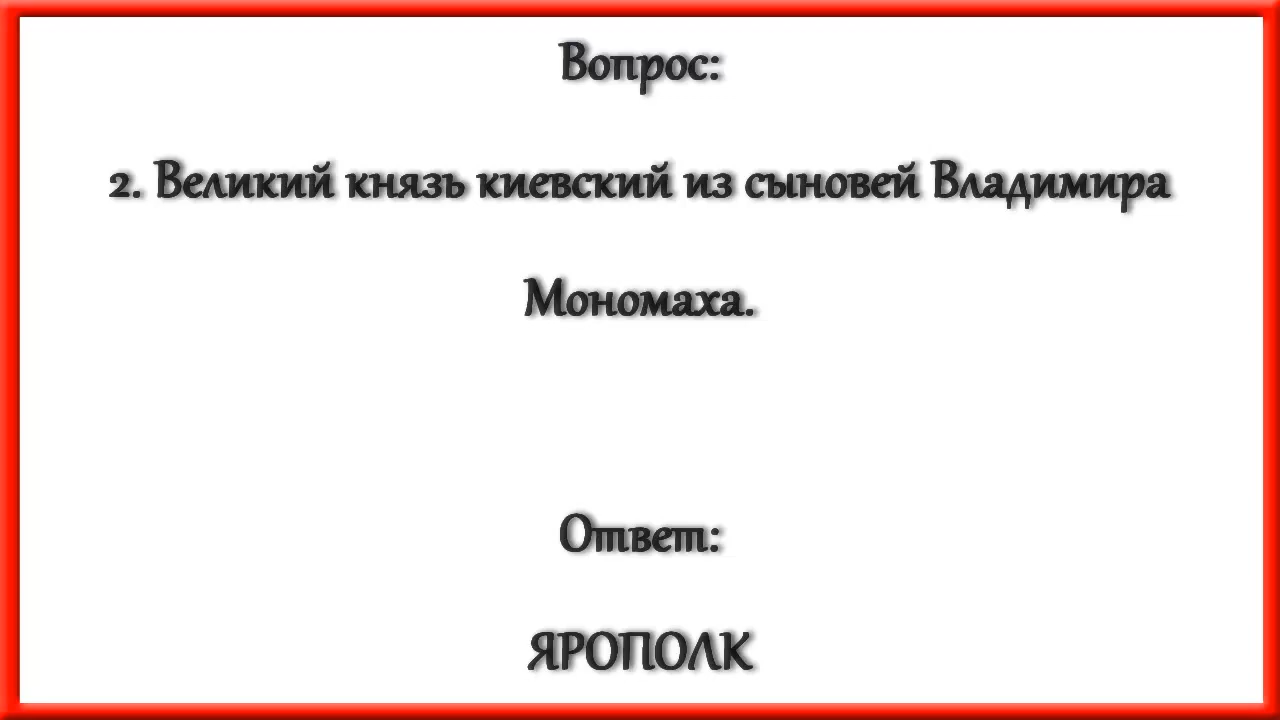 Вопрос:
2. Великий князь киевский из сыновей Владимира
Мономаха.
Ответ:
ЯРОПОЛК